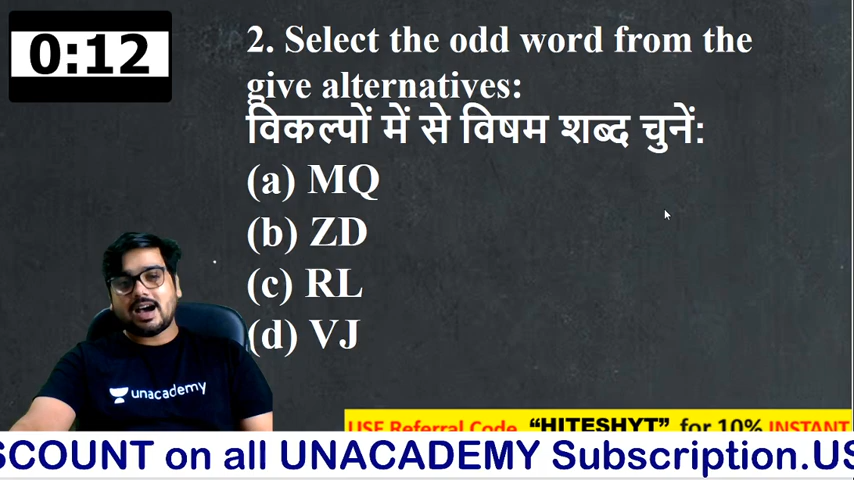 0:12
2. Select the odd word from the
give alternatives:
विकल्पों में से विषम शब्द चुनें:
(a) MQ
(b) ZD
(c) RL
(d) VJ
unacademy
USE Referral Code "HITESHYT" for 10% INSTANT
SCOUNT on all UNACADEMY Subscription.US